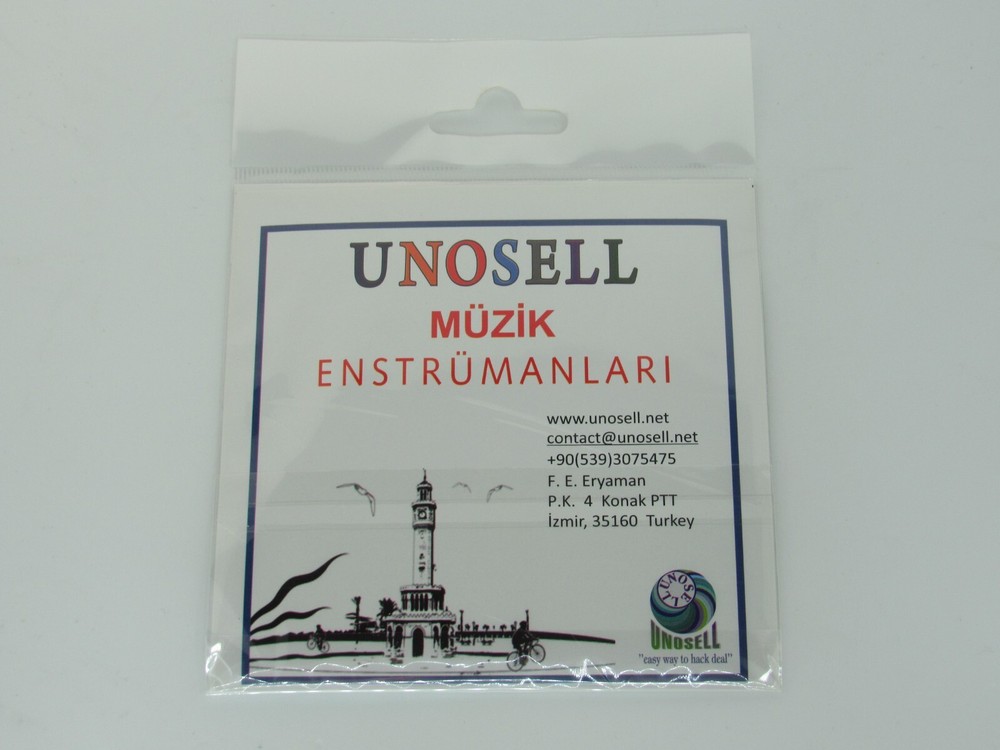 UNOSELL
MÜZİK
ENSTRÜMANLARI
www.unosell.net
contact@unosell.net
+90(539)3075475
F. E. Eryaman
P.K. 4 Konak PTT
İzmir, 35160 Turkey
UNOSELL
UNOSELL
"easy way to hack deal"